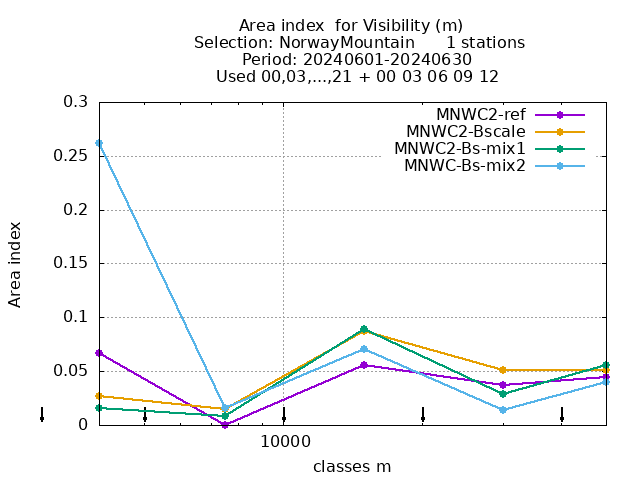 Area index  for Visibility (m)
Selection: NorwayMountain      1 stations
Period: 20240601-20240630
Used 00,03,...,21 + 00 03 06 09 12
0.3
0.25
0.2
0.15
0.1
0.05
0
Area index
MNWC2-ref
MNWC2-Bscale
MNWC2-Bs-mix1
MNWC-Bs-mix2
10000
classes m